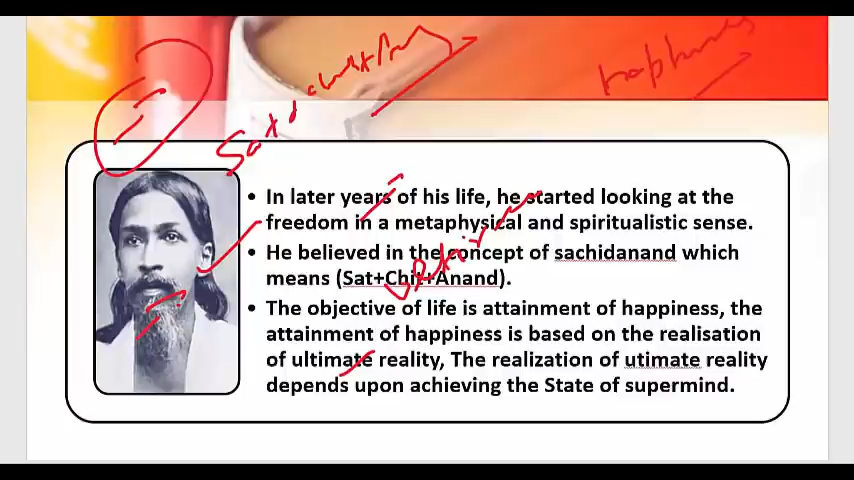 In later years of his life, he started looking at the
freedom in a metaphysical and spiritualistic sense.
He believed in the concept of sachidanand which
means (Sat+Chit+Anand).
The objective of life is attainment of happiness, the
attainment of happiness is based on the realisation
of ultimate reality, The realization of utimate reality
depends upon achieving the State of supermind.